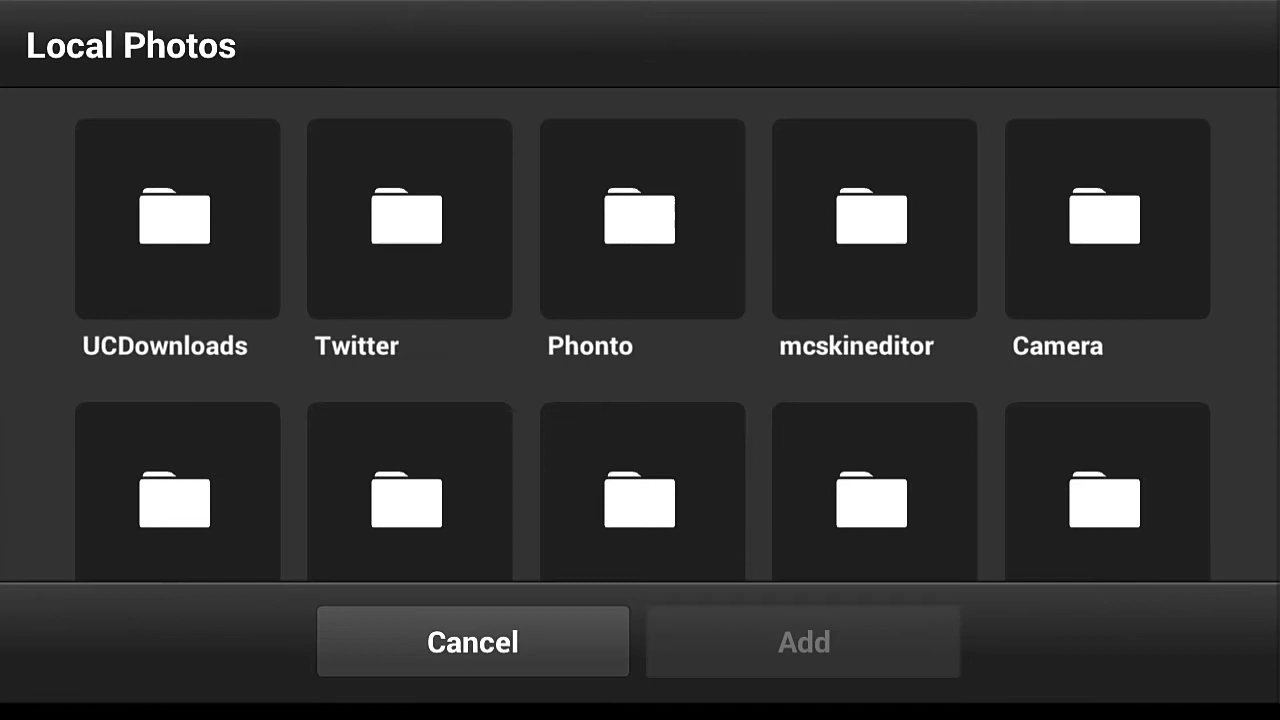 Local Photos
UCDownloads
Twitter
Phonto
mcskineditor
Camera
Cancel
Add